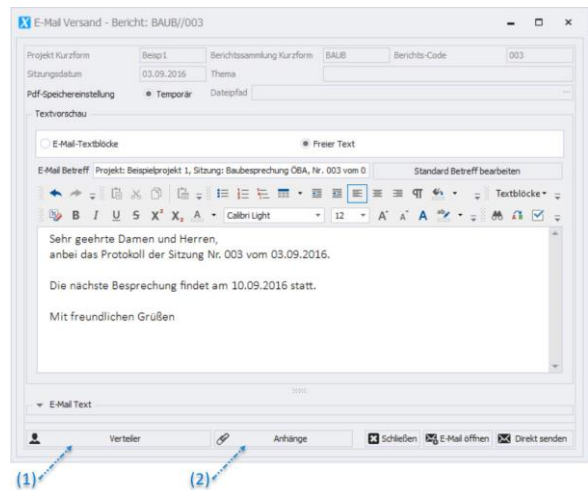 E-Mail Versand - Bericht: BAUB//003
Projekt Kurzform Beisp1 Berichtssammlung Kurzform BAUB Berichts-Code 003
Sitzungsdatum 03.09.2016 Thema
Pdf-Speichereinstellung Temporär Dateipfad
Textvorschau
E-Mail-Textblöcke Freier Text
E-Mail Betreff Projekt: Beispielprojekt 1, Sitzung: Baubesprechung ÖBA, Nr. 003 vom 0 Standard Betreff bearbeiten
Textblöcke
B I U S X² X₂ A Calibri Light 12 A A A
Sehr geehrte Damen und Herren,
anbei das Protokoll der Sitzung Nr. 003 vom 03.09.2016.
Die nächste Besprechung findet am 10.09.2016 statt.
Mit freundlichen Grüßen
E-Mail Text
Verteiler Anhänge Schließen E-Mail öffnen Direkt senden
(1) (2)